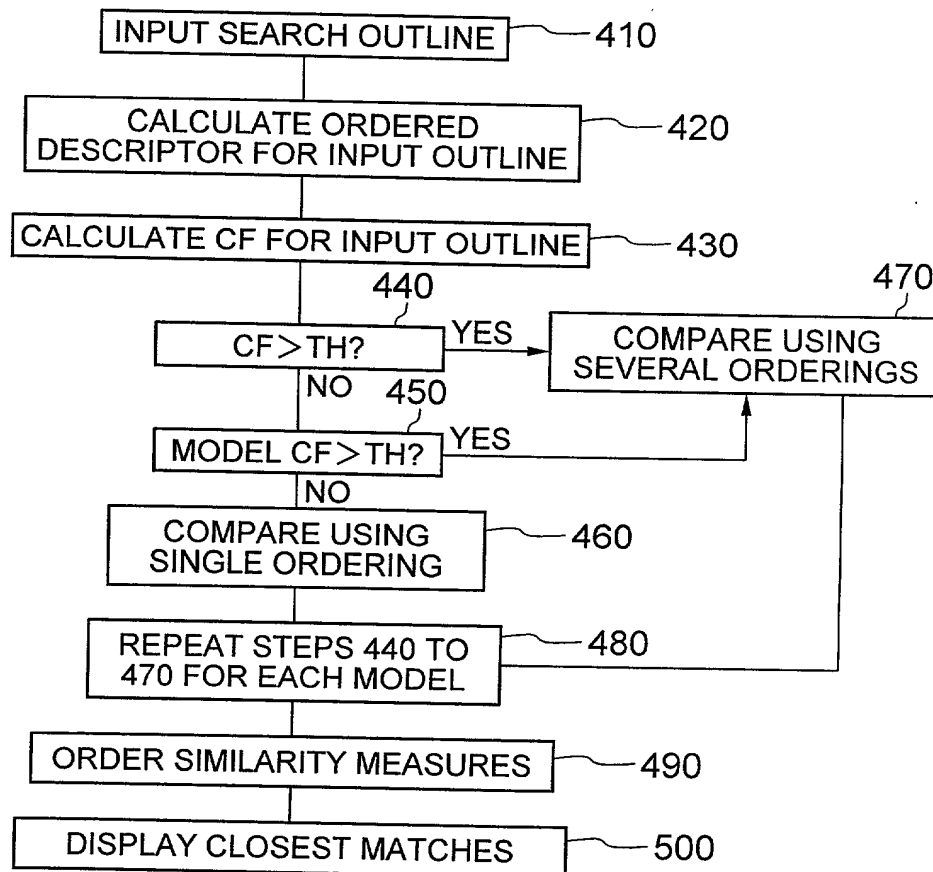 INPUT SEARCH OUTLINE
410
CALCULATE ORDERED
DESCRIPTOR FOR INPUT OUTLINE
420
CALCULATE CF FOR INPUT OUTLINE
430
440
CF>TH?
YES
NO
470
COMPARE USING
SEVERAL ORDERINGS
450
MODEL CF>TH?
YES
NO
COMPARE USING
SINGLE ORDERING
460
REPEAT STEPS 440 TO
470 FOR EACH MODEL
480
ORDER SIMILARITY MEASURES
490
DISPLAY CLOSEST MATCHES
500